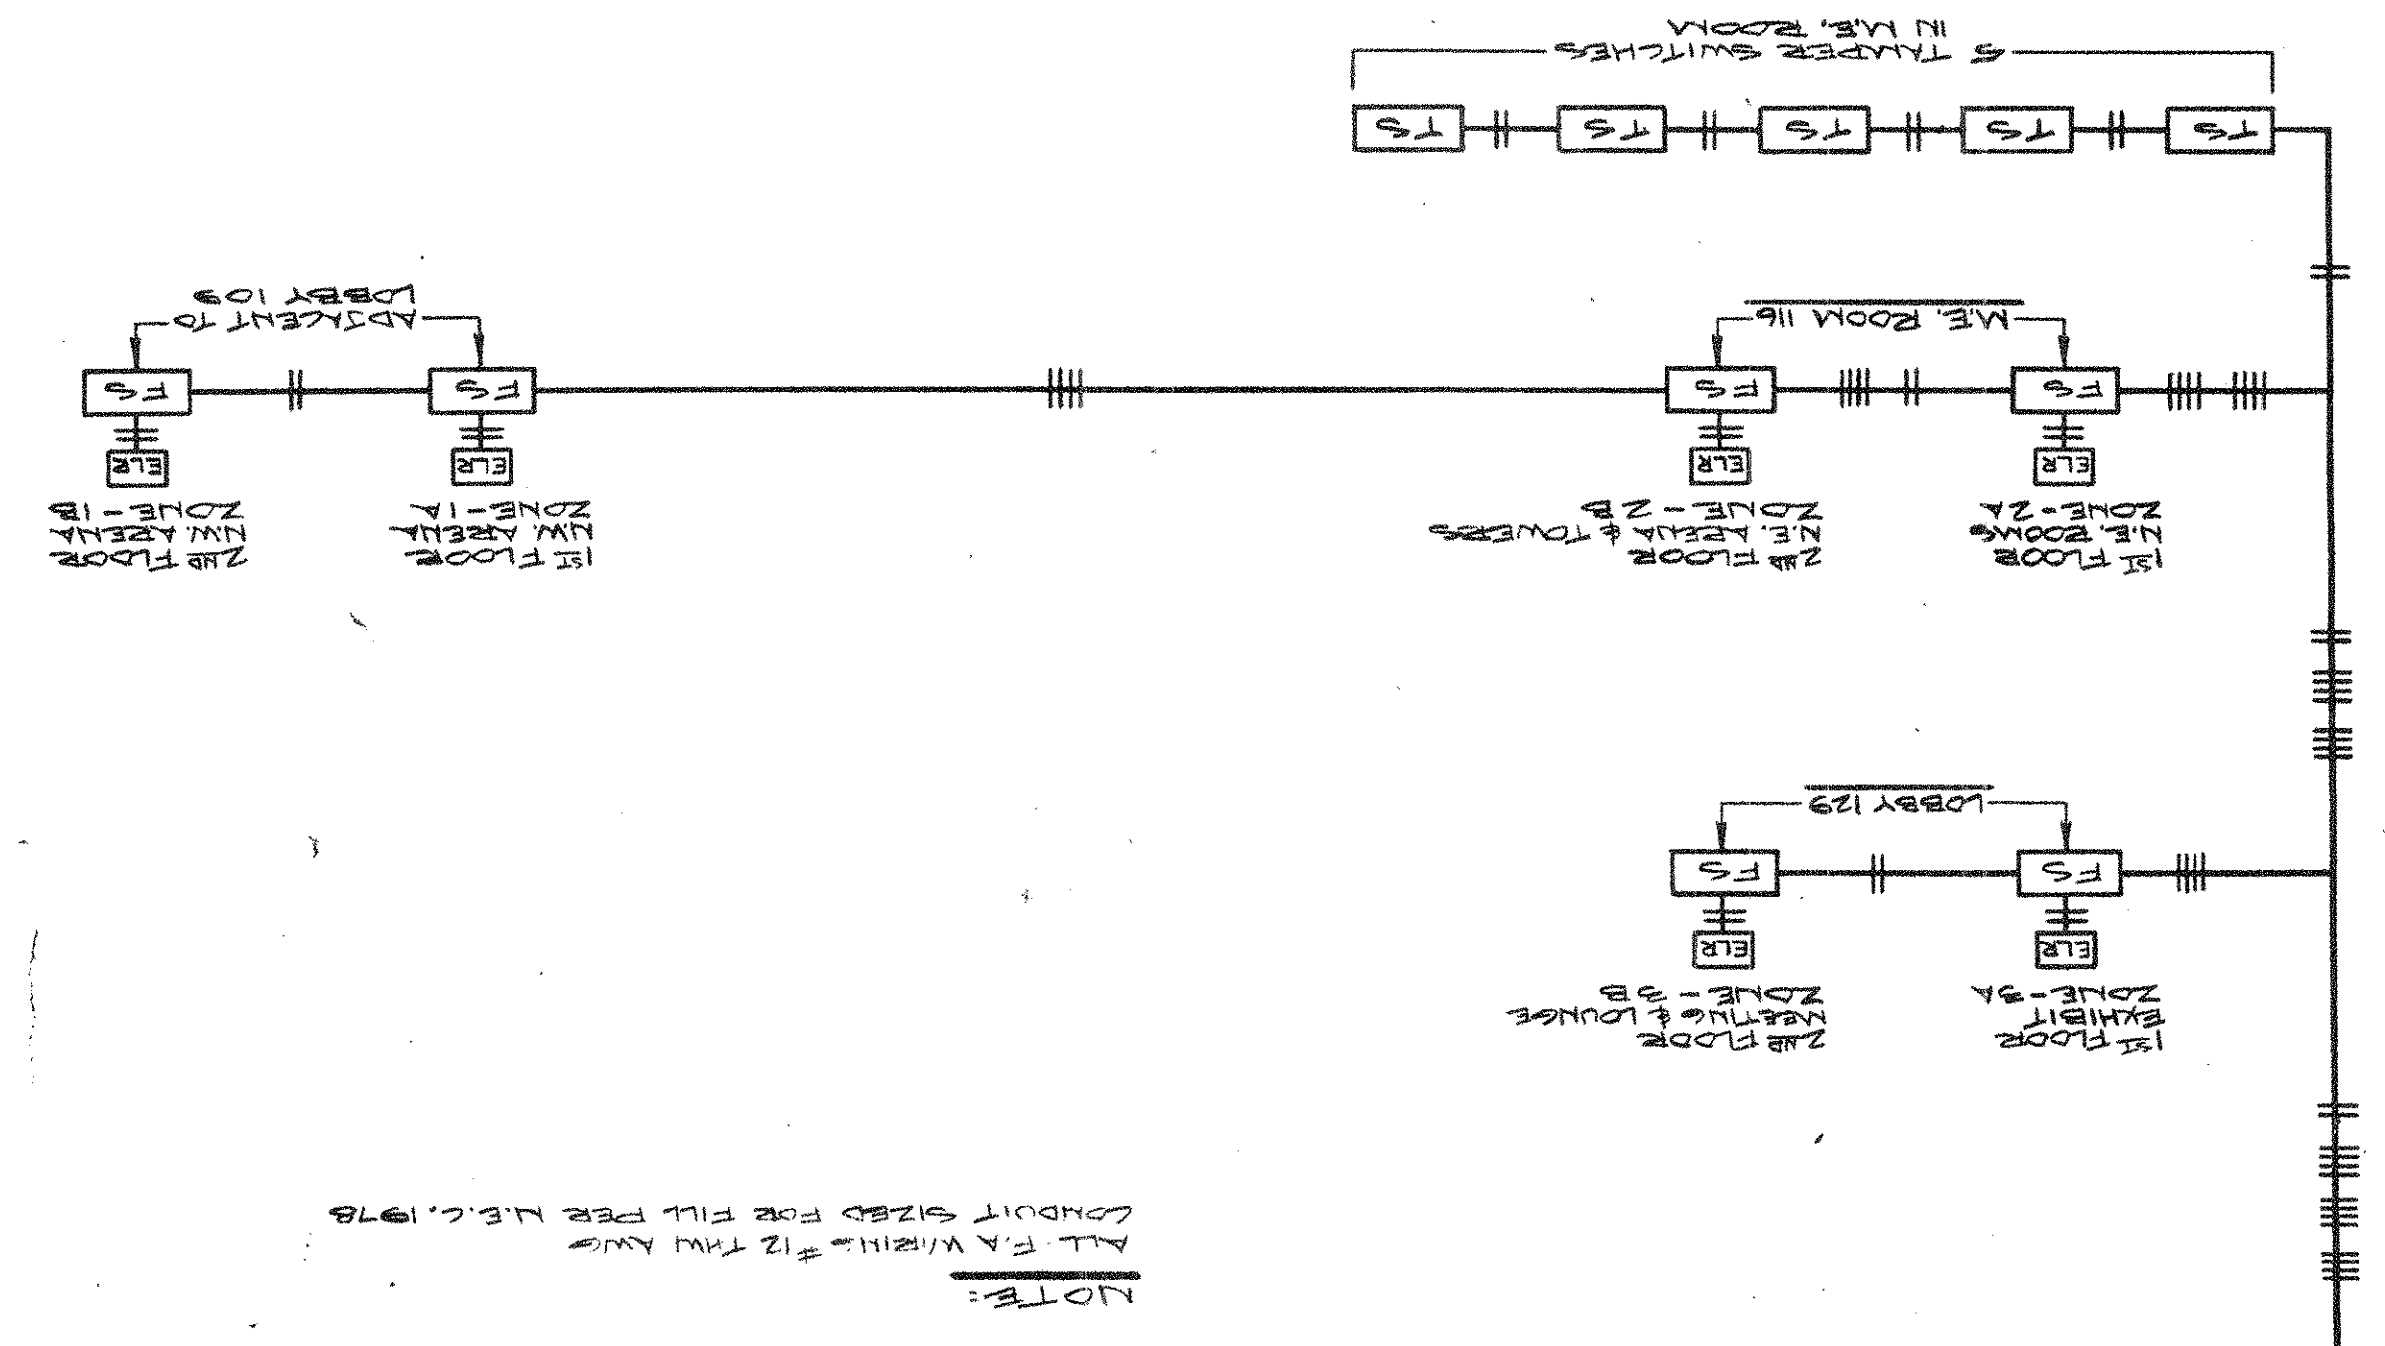 NOTE:
ALL F.A WIRING #12 THW AWG
CONDUIT SIZED FOR FILL PER N.E.C. 1978
1ST FLOOR
EXHIBIT
ZONE-3A
2ND FLOOR
MEETING & LOUNGE
ZONE-3B
ELR
ELR
FS
FS
LOBBY 129
1ST FLOOR
N.E. ROOMS
ZONE-2A
2ND FLOOR
N.E. ARENA & TOWERS
ZONE-2B
1ST FLOOR
N.W. ARENA
ZONE-1A
2ND FLOOR
N.W. ARENA
ZONE-1B
ELR
ELR
ELR
ELR
FS
FS
FS
FS
M.E. ROOM 116
ADJACENT TO
LOBBY 109
TS
TS
TS
TS
TS
5 TAMPER SWITCHES
IN M.E. ROOM